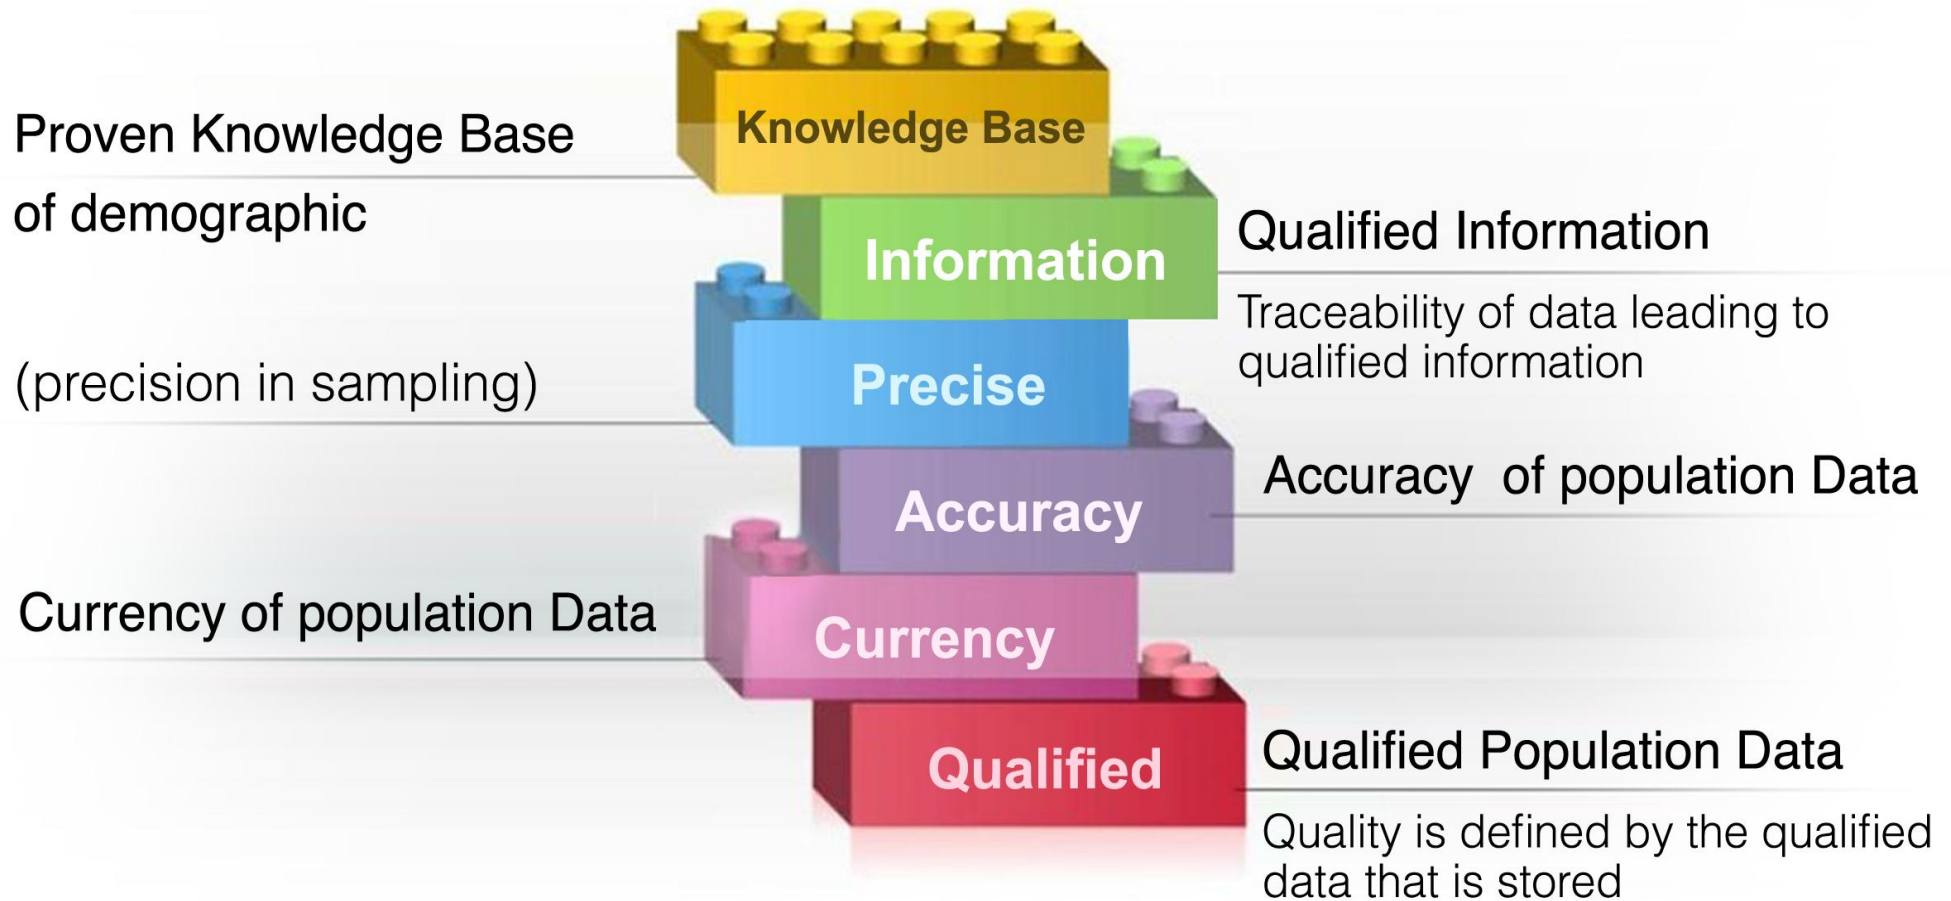 Knowledge Base
Proven Knowledge Base
of demographic
Information
Qualified Information
Traceability of data leading to
qualified information
Precise
(precision in sampling)
Accuracy
Accuracy of population Data
Currency
Currency of population Data
Qualified
Qualified Population Data
Quality is defined by the qualified
data that is stored